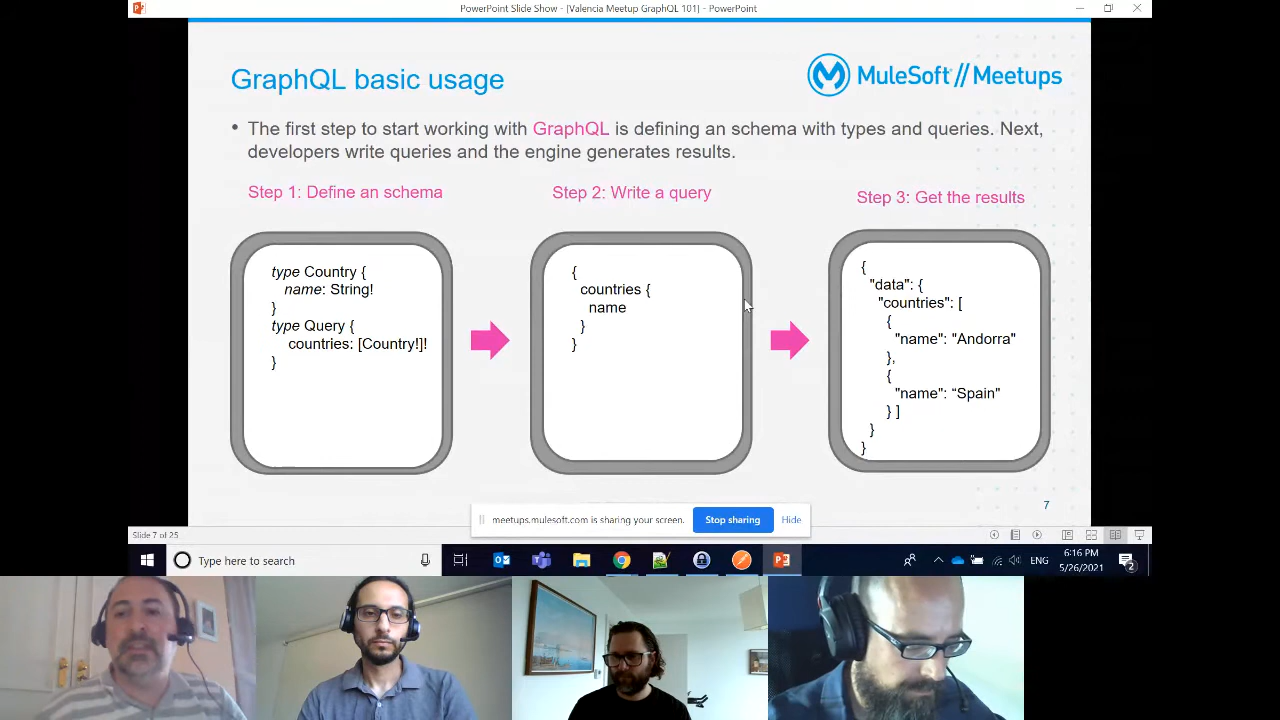 PowerPoint Slide Show - [Valencia Meetup GraphQL 101] - PowerPoint
GraphQL basic usage
MuleSoft // Meetups
• The first step to start working with GraphQL is defining an schema with types and queries. Next,
developers write queries and the engine generates results.
Step 1: Define an schema
type Country {
name: String!
}
type Query {
countries: [Country!]!
}
Step 2: Write a query
{
countries {
name
}
}
Step 3: Get the results
{
"data": {
"countries": [
{
"name": "Andorra"
},
{
"name": “Spain"
} ]
}
}
7
meetups.mulesoft.com is sharing your screen.
Stop sharing
Hide
Slide 7 of 25
Type here to search
ENG
6:16 PM
5/26/2021
2